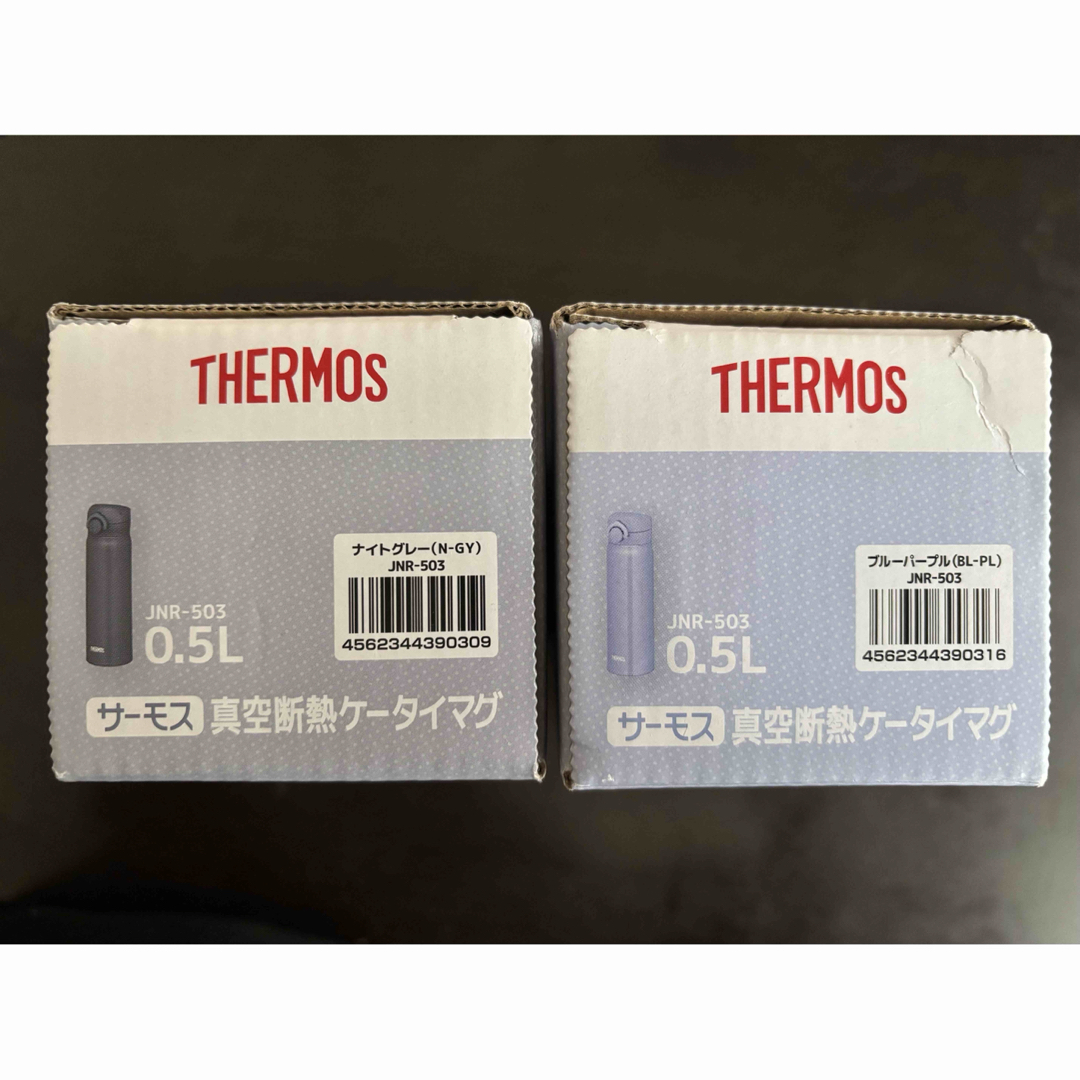 THERMOS
ナイトグレー(N-GY)
JNR-503
4562344390309
JNR-503
0.5L
サーモス 真空断熱ケータイマグ
THERMOS
ブルーパープル(BL-PL)
JNR-503
4562344390316
JNR-503
0.5L
サーモス 真空断熱ケータイマグ